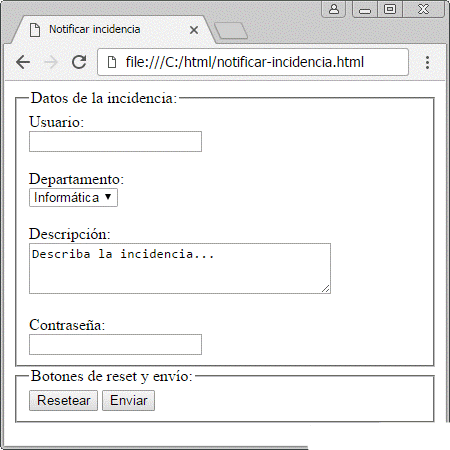 Notificar incidencia
file:///C:/html/notificar-incidencia.html
Datos de la incidencia:
Usuario:
Departamento:
Informática
Descripción:
Describa la incidencia...
Contraseña:
Botones de reset y envío:
Resetear Enviar